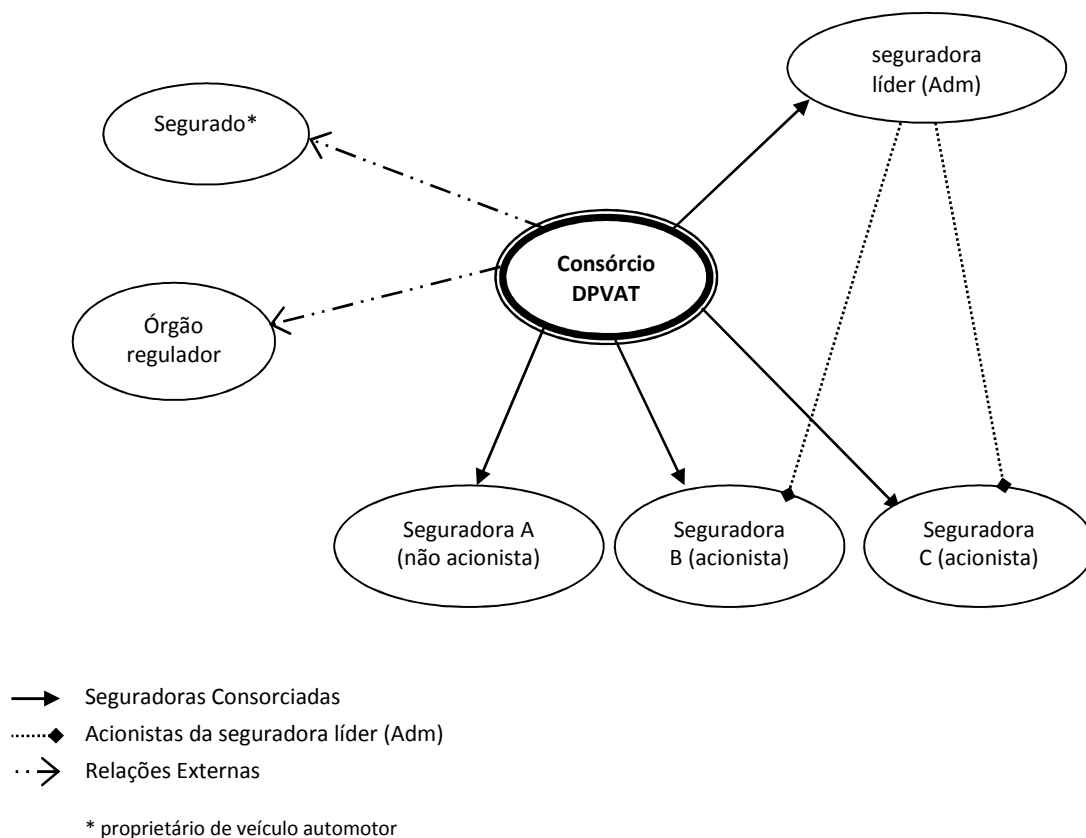 seguradora
líder (Adm)
Segurado*
Consórcio
DPVAT
Órgão
regulador
Seguradora A
(não acionista)
Seguradora
B (acionista)
Seguradora
C (acionista)
Seguradoras Consorciadas
Acionistas da seguradora líder (Adm)
Relações Externas
* proprietário de veículo automotor